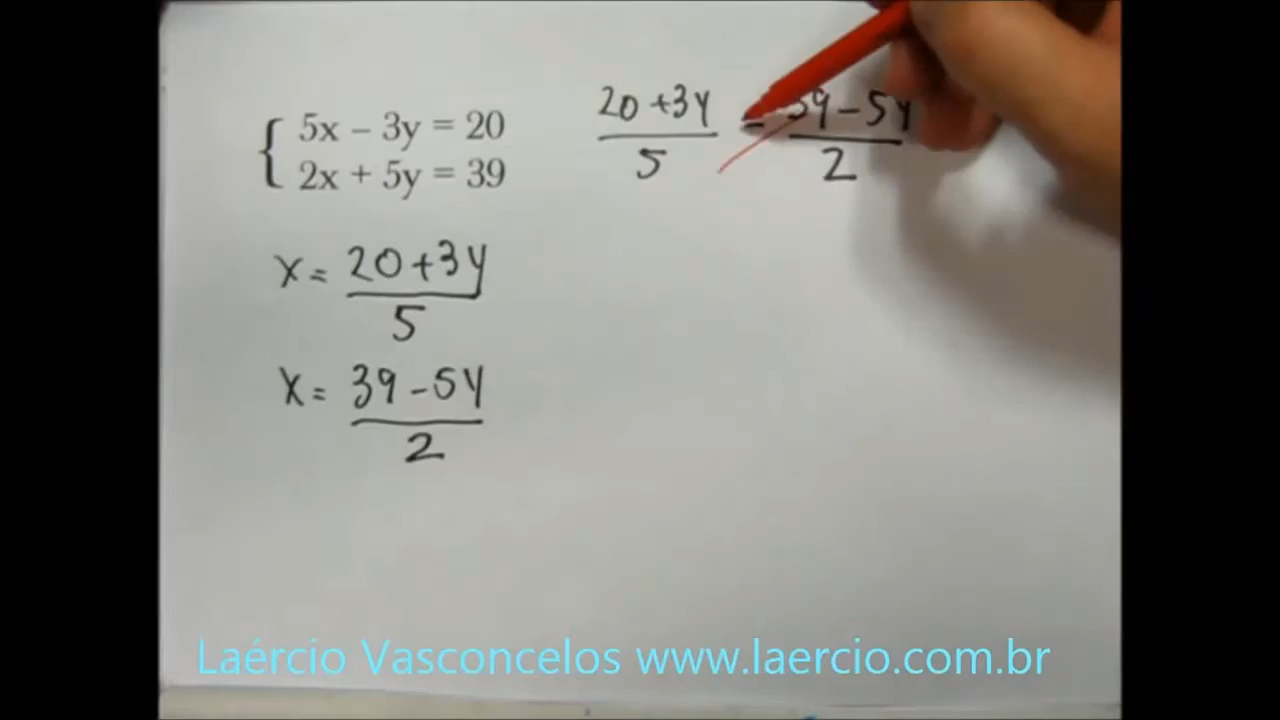 5x – 3y = 20
2x + 5y = 39
x = 20 + 3y
5
x = 39 - 5y
2
20 + 3y = 39 - 5y
5 2
Laércio Vasconcelos www.laercio.com.br